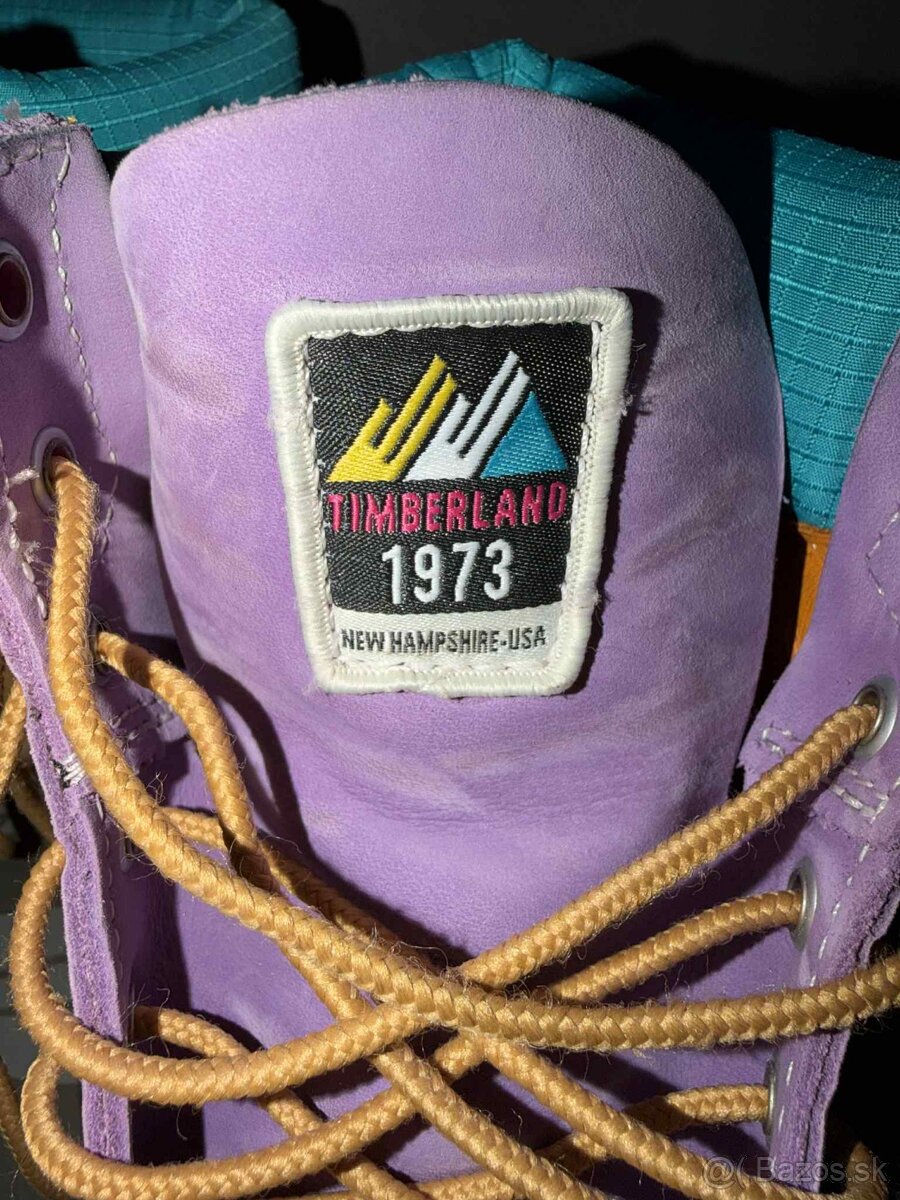 TIMBERLAND
1973
NEW HAMPSHIRE-USA
@( Bazos.sk